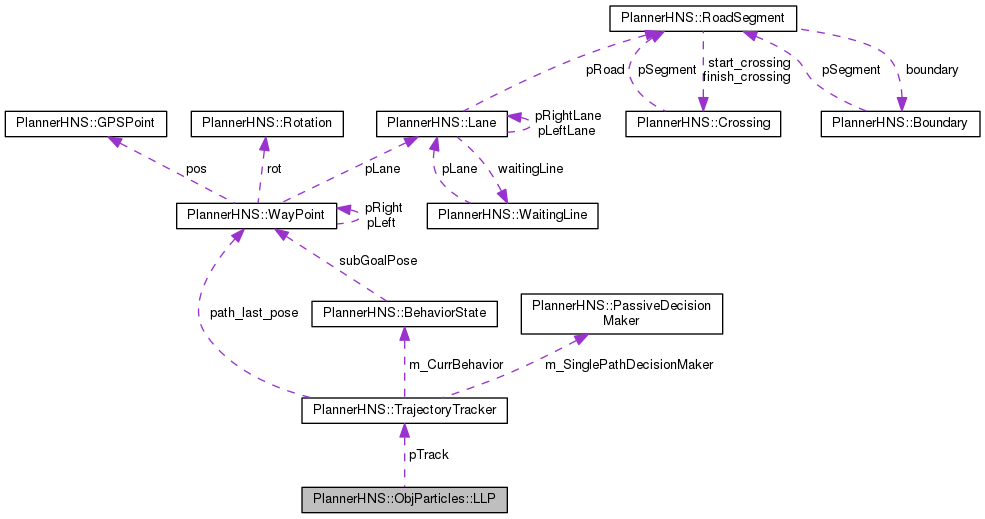 PlannerHNS::RoadSegment
pRoad
pSegment
start_crossing
finish_crossing
pSegment
boundary
PlannerHNS::GPSPoint
PlannerHNS::Rotation
PlannerHNS::Lane
pRightLane
pLeftLane
PlannerHNS::Crossing
PlannerHNS::Boundary
pos
rot
pLane
pLane
waitingLine
PlannerHNS::WayPoint
pRight
pLeft
PlannerHNS::WaitingLine
subGoalPose
path_last_pose
PlannerHNS::BehaviorState
PlannerHNS::PassiveDecision
Maker
m_CurrBehavior
m_SinglePathDecisionMaker
PlannerHNS::TrajectoryTracker
pTrack
PlannerHNS::ObjParticles::LLP